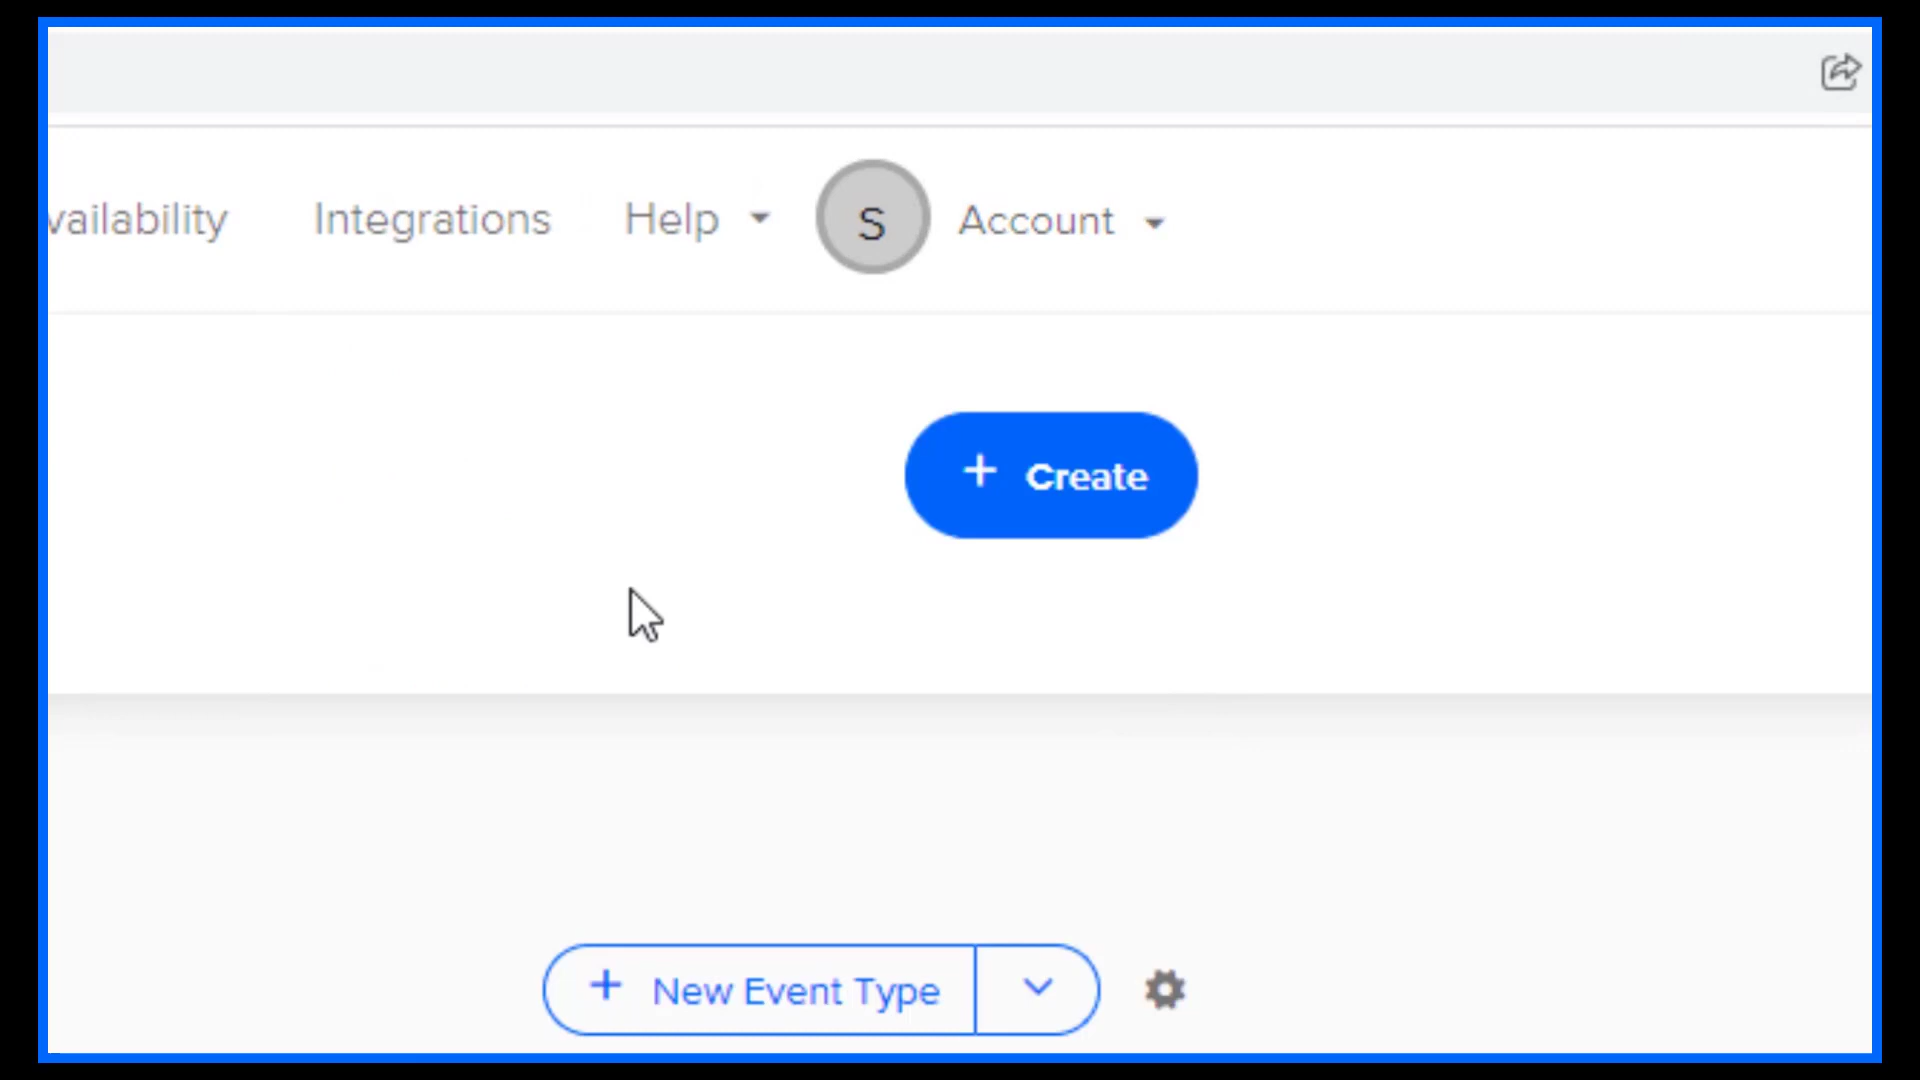 vailability Integrations Help S Account
+ Create
+ New Event Type